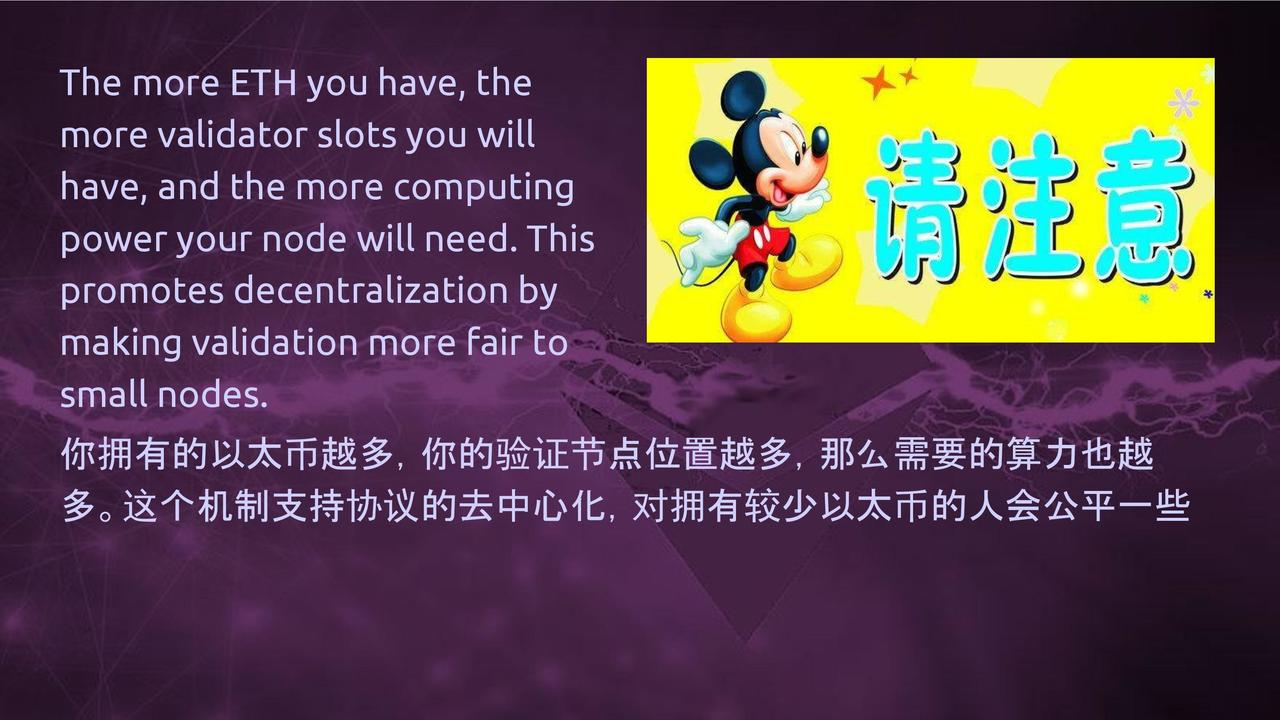 The more ETH you have, the
more validator slots you will
have, and the more computing
power your node will need. This
promotes decentralization by
making validation more fair to
small nodes.
请注意
你拥有的以太币越多，你的验证节点位置越多，那么需要的算力也越
多。这个机制支持协议的去中心化，对拥有较少以太币的人会公平一些